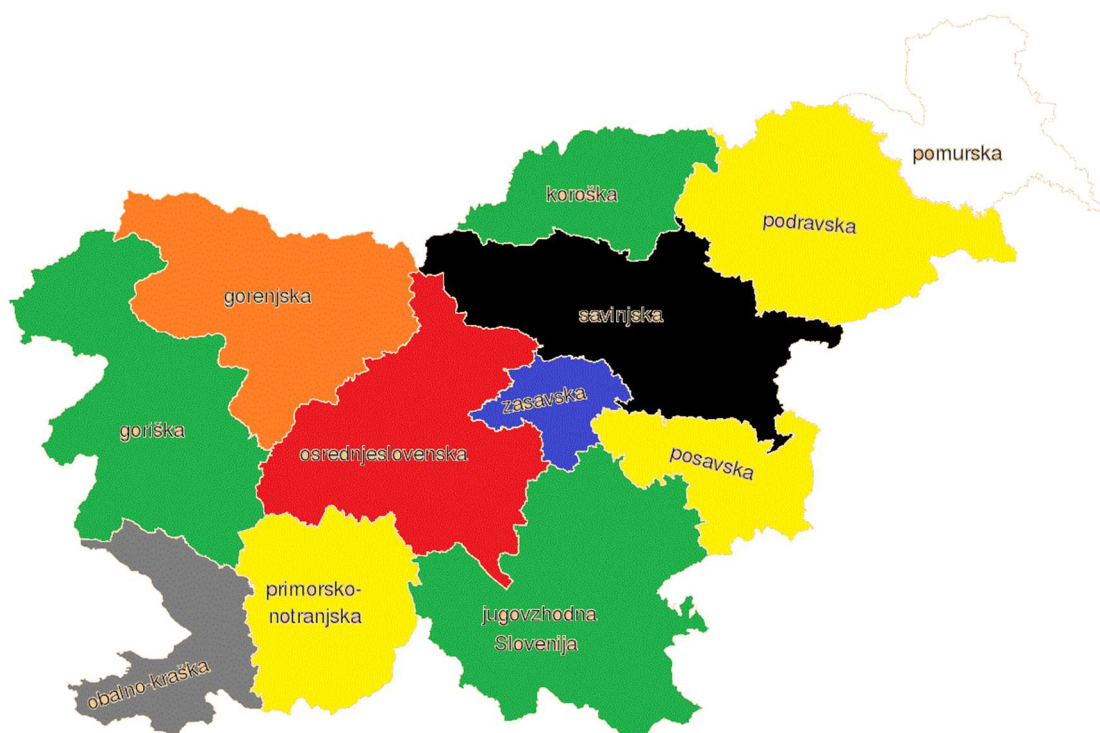 pomurska
koroška
podravska
gorenjska
savinjska
zasavska
goriška
osrednjeslovenska
posavska
primorsko-
notranjska
jugovzhodna
Slovenija
obalno-kraška